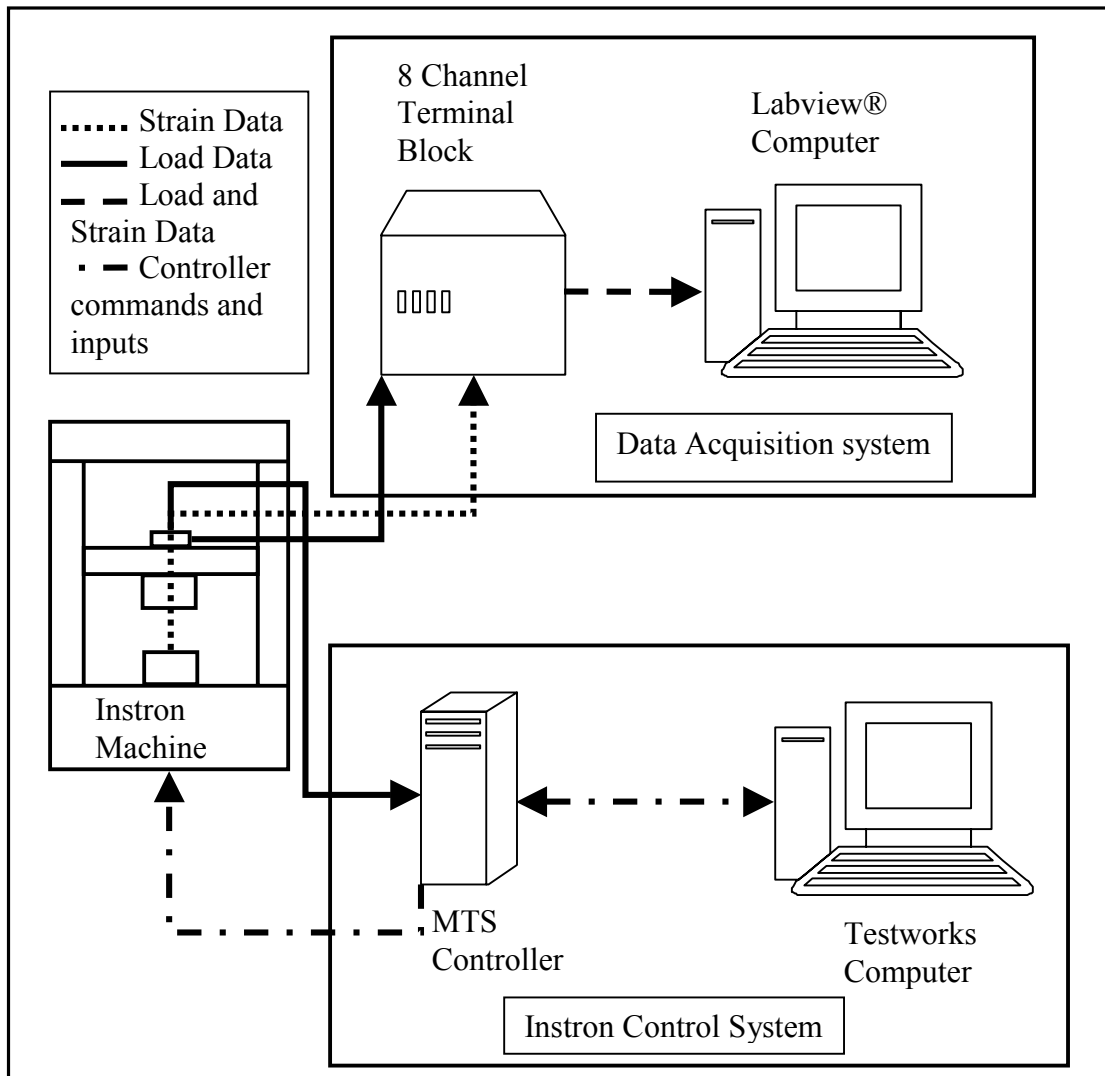 8 Channel
Terminal
Block
Labview®
Computer
Strain Data
Load Data
Load and
Strain Data
Controller
commands and
inputs
Data Acquisition system
Instron
Machine
MTS
Controller
Testworks
Computer
Instron Control System